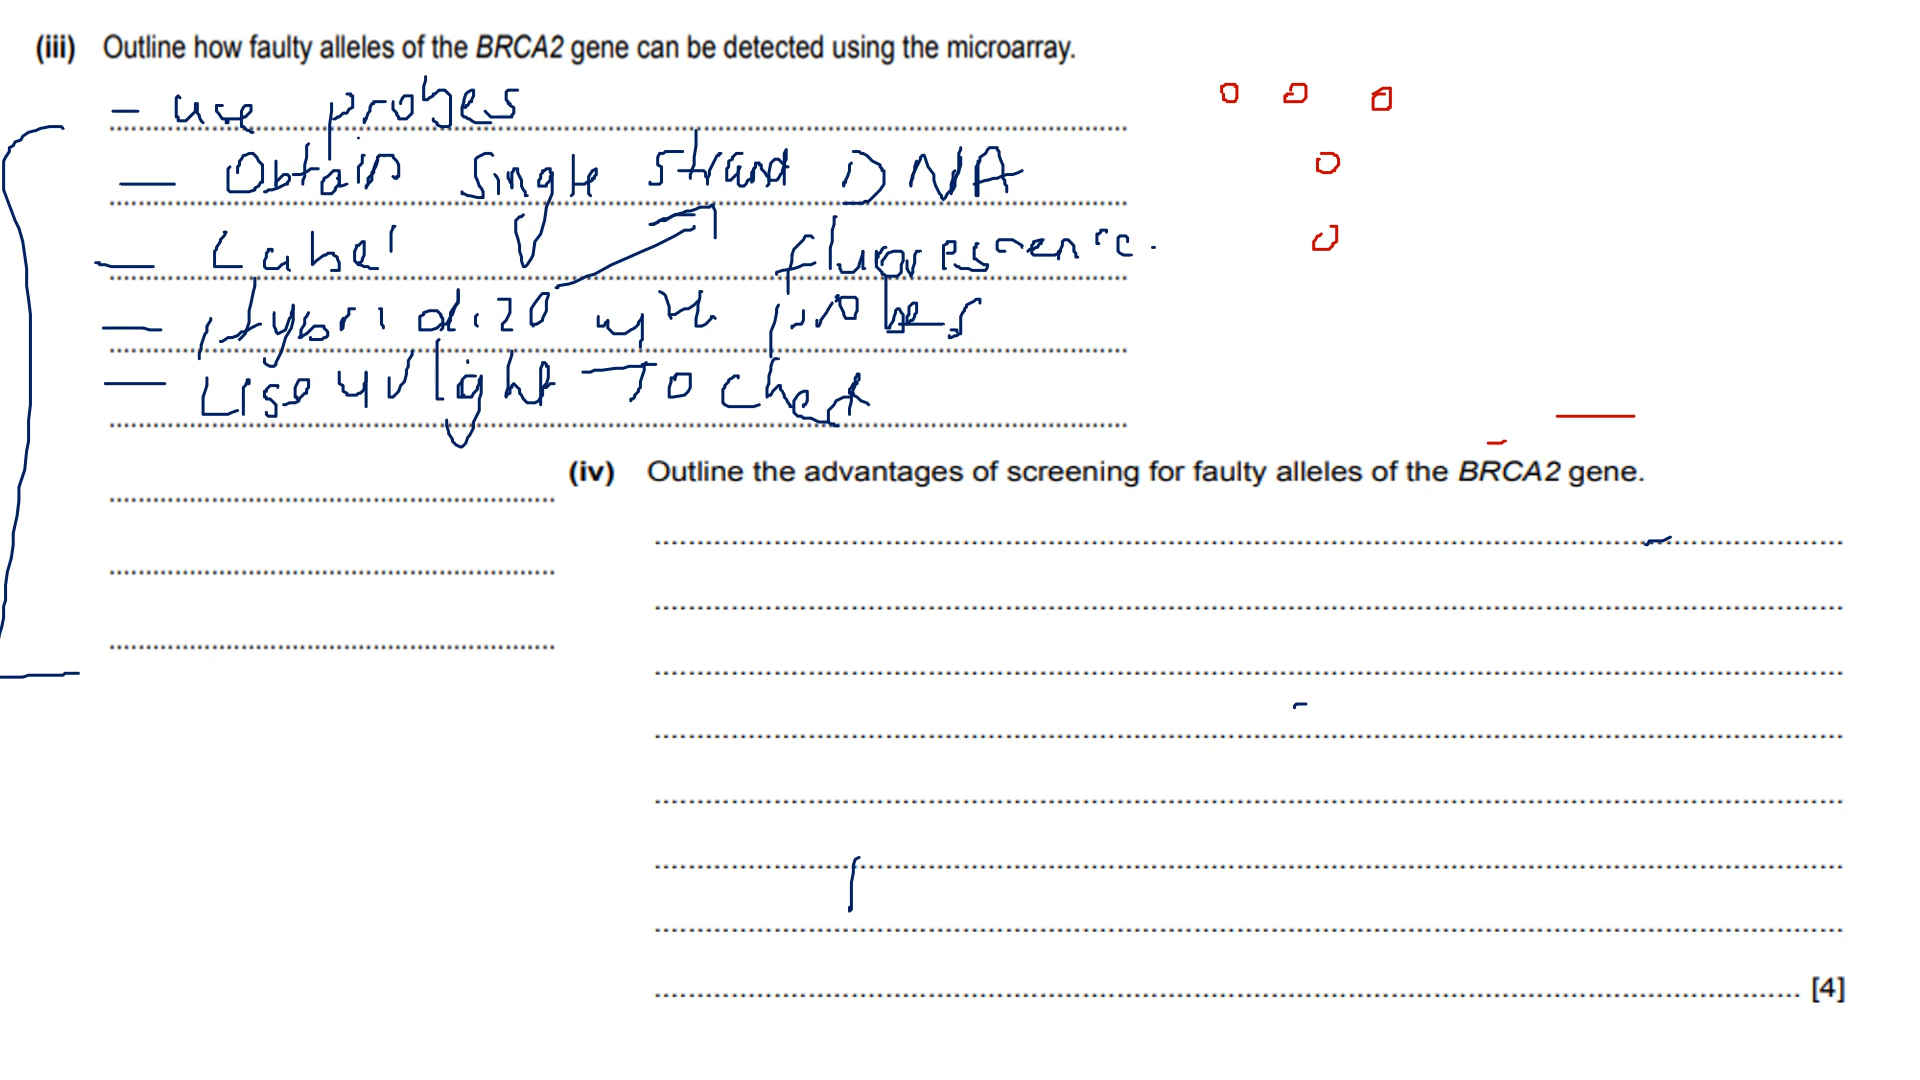 (iii) Outline how faulty alleles of the BRCA2 gene can be detected using the microarray.
– use probes
– Obtain single strand DNA
– Label fluorescence.
– Hybridize with probes
– Use uv light to check
(iv) Outline the advantages of screening for faulty alleles of the BRCA2 gene.
[4]